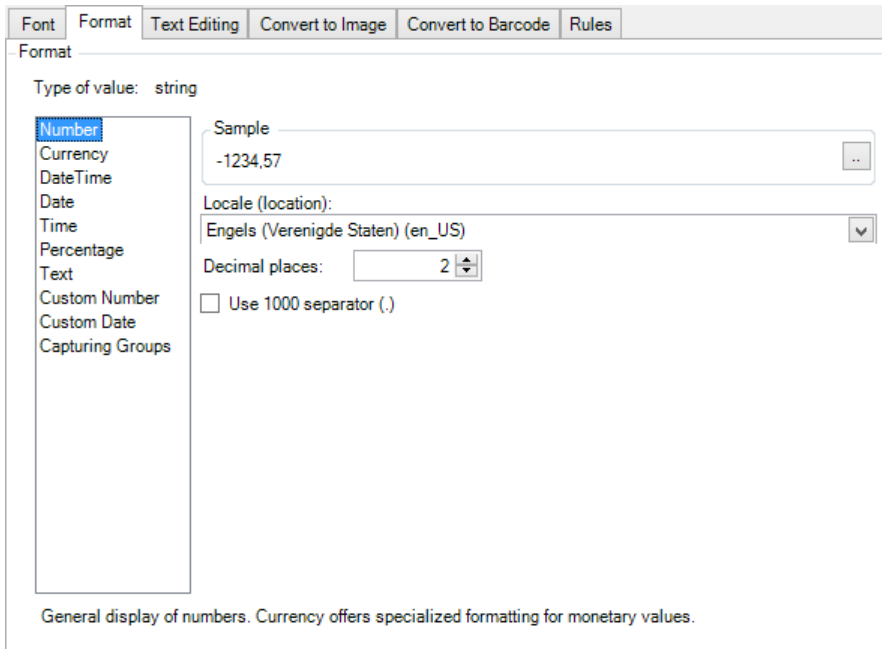 Font Format Text Editing Convert to Image Convert to Barcode Rules
Format
Type of value: string
Number
Currency
DateTime
Date
Time
Percentage
Text
Custom Number
Custom Date
Capturing Groups
Sample
-1234,57
..
Locale (location):
Engels (Verenigde Staten) (en_US)
Decimal places: 2
Use 1000 separator (.)
General display of numbers. Currency offers specialized formatting for monetary values.